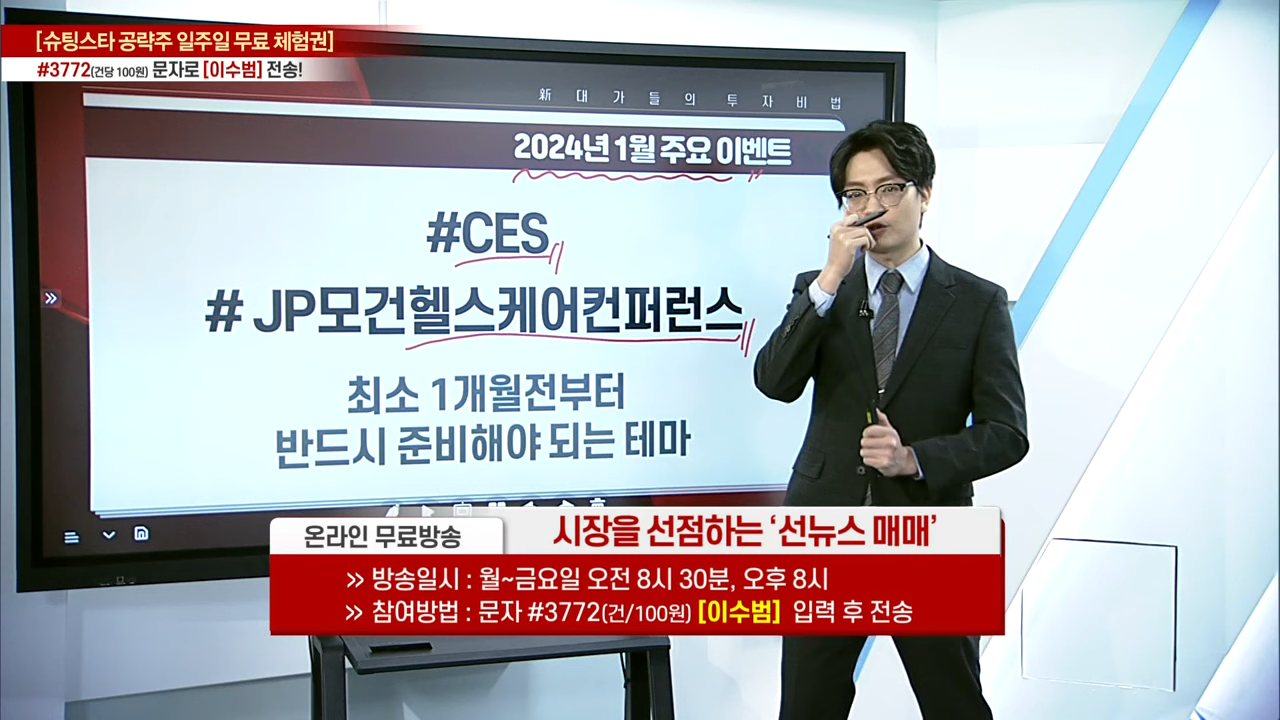 [슈팅스타 공략주 일주일 무료 체험권]
#3772(건당 100원) 문자로 [이수범] 전송!
新 대 가 들 의 투 자 비 법
2024년 1월 주요 이벤트
#CES
# JP모건헬스케어컨퍼런스
최소 1개월전부터
반드시 준비해야 되는 테마
온라인 무료방송
시장을 선점하는 ‘선뉴스 매매’
>> 방송일시 : 월~금요일 오전 8시 30분, 오후 8시
>> 참여방법 : 문자 #3772(건/100원) [이수범] 입력 후 전송